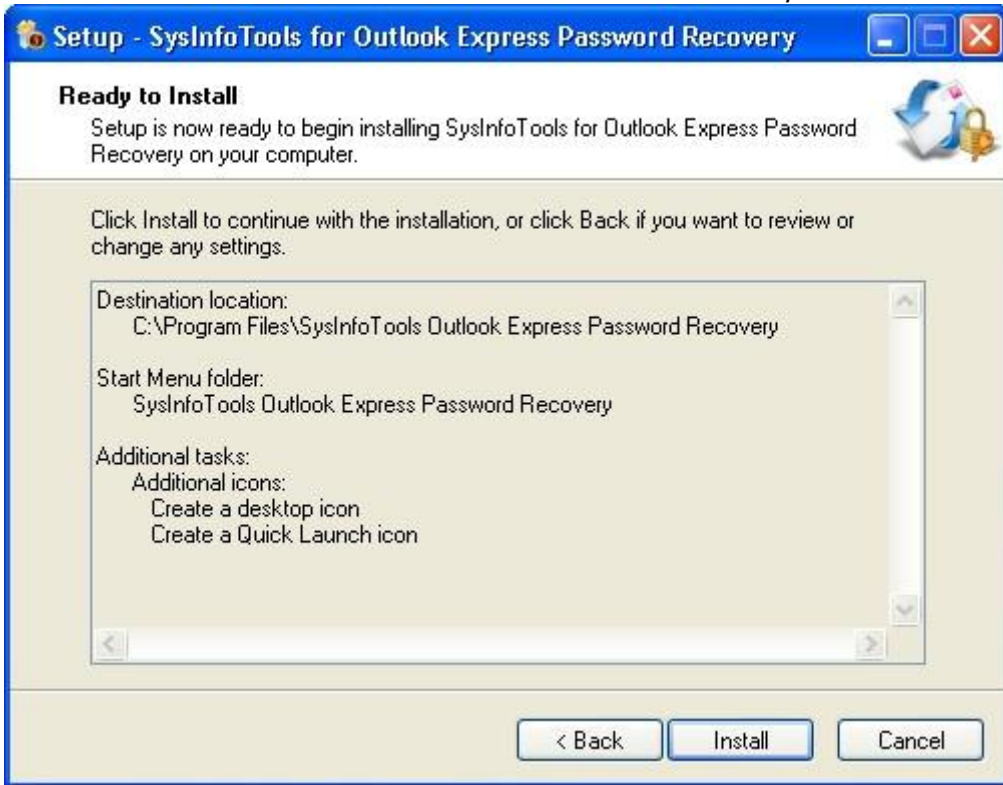 Setup - SysInfoTools for Outlook Express Password Recovery
Ready to Install
Setup is now ready to begin installing SysInfoTools for Outlook Express Password
Recovery on your computer.
Click Install to continue with the installation, or click Back if you want to review or
change any settings.
Destination location:
C:\Program Files\SysInfoTools Outlook Express Password Recovery
Start Menu folder:
SysInfoTools Outlook Express Password Recovery
Additional tasks:
Additional icons:
Create a desktop icon
Create a Quick Launch icon
< Back Install Cancel